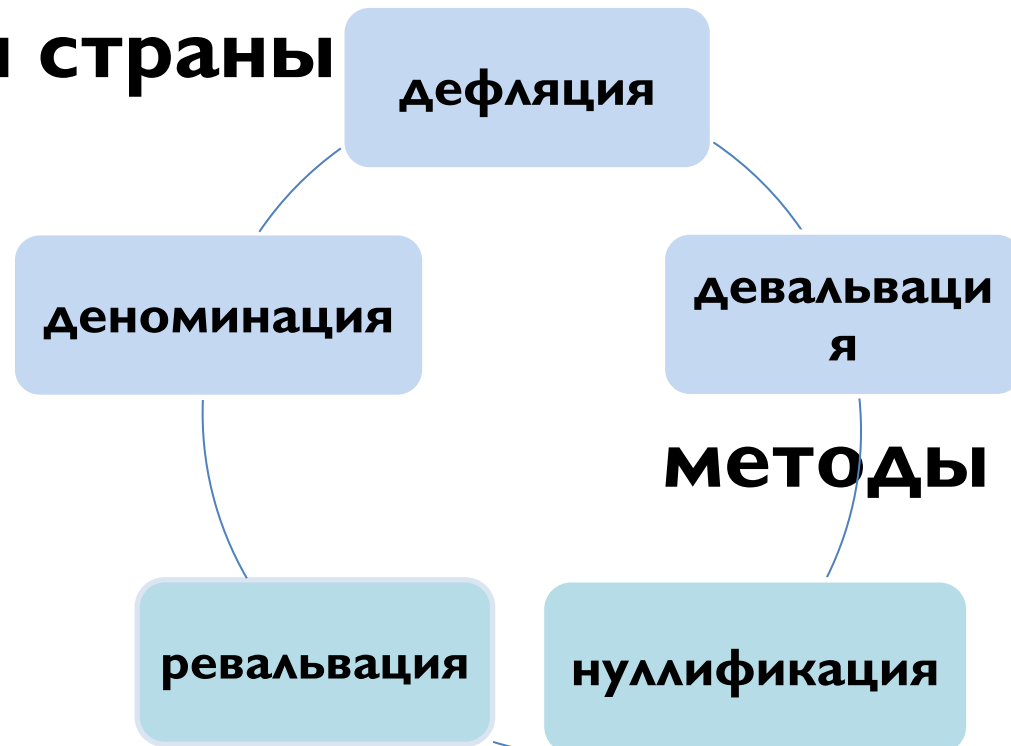 страны
дефляция
деноминация
девальваци
я
методы
ревальвация
нуллификация